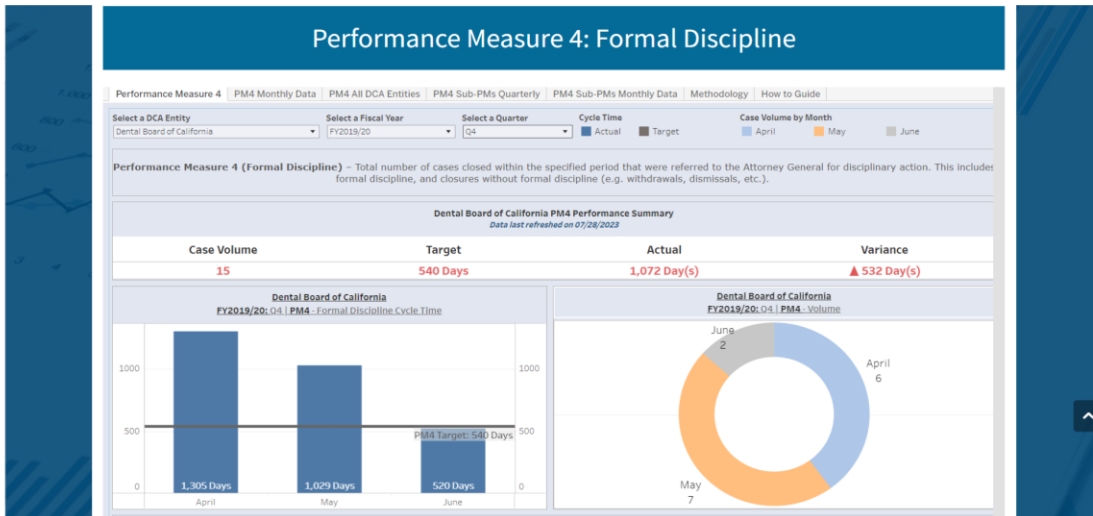 Performance Measure 4: Formal Discipline
Performance Measure 4
PM4 Monthly Data
PM4 All DCA Entities
PM4 Sub-PMs Quarterly
PM4 Sub-PMs Monthly Data
Methodology
How to Guide
Select a DCA Entity
Select a Fiscal Year
Select a Quarter
Cycle Time
Case Volume by Month
Dental Board of California
FY2019/20
Q4
Actual
Target
April
May
June
Performance Measure 4 (Formal Discipline) – Total number of cases closed within the specified period that were referred to the Attorney General for disciplinary action. This includes
formal discipline, and closures without formal discipline (e.g. withdrawals, dismissals, etc.).
Dental Board of California PM4 Performance Summary
Data last refreshed on 07/28/2023
Case Volume
Target
Actual
Variance
15
540 Days
1,072 Day(s)
▲ 532 Day(s)
Dental Board of California
FY2019/20: Q4 | PM4 - Formal Discipline Cycle Time
1000
500
0
1000
500
0
PM4 Target: 540 Days
1,305 Days
1,029 Days
520 Days
April
May
June
Dental Board of California
FY2019/20: Q4 | PM4 - Volume
June
2
April
6
May
7